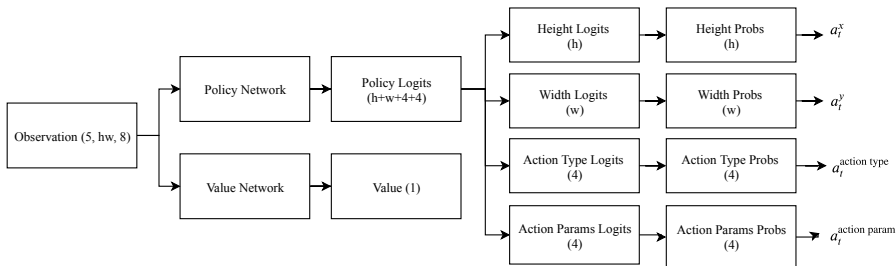 Observation (5, hw, 8)
Policy Network
Value Network
Policy Logits
(h+w+4+4)
Value (1)
Height Logits
(h)
Height Probs
(h)
a_t^x
Width Logits
(w)
Width Probs
(w)
a_t^y
Action Type Logits
(4)
Action Type Probs
(4)
a_t^action type
Action Params Logits
(4)
Action Params Probs
(4)
a_t^action param